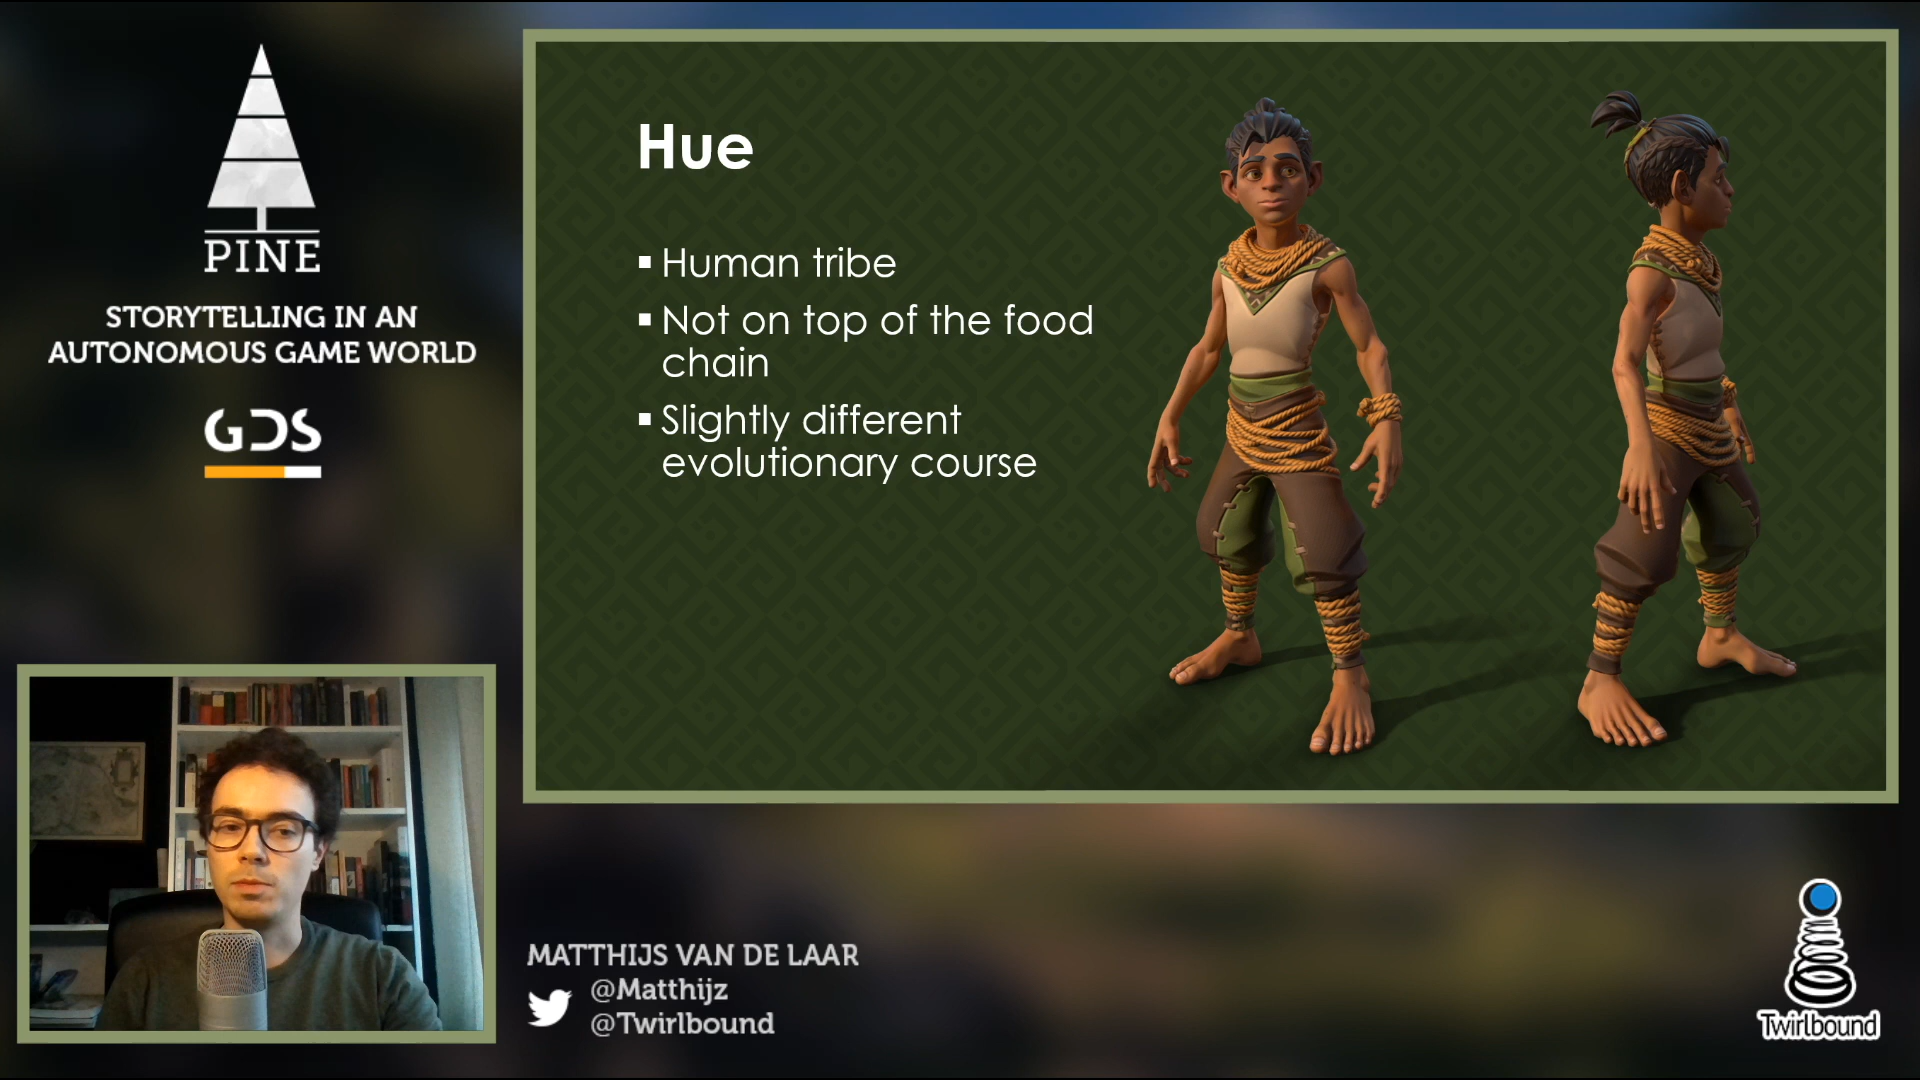 PINE
STORYTELLING IN AN
AUTONOMOUS GAME WORLD
GDS
Hue
▪ Human tribe
▪ Not on top of the food
chain
▪ Slightly different
evolutionary course
MATTHIJS VAN DE LAAR
@Matthijz
@Twirlbound
Twirlbound